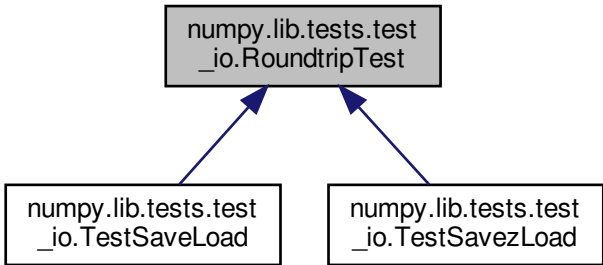 numpy.lib.tests.test
_io.RoundtripTest
numpy.lib.tests.test
_io.TestSaveLoad
numpy.lib.tests.test
_io.TestSavezLoad